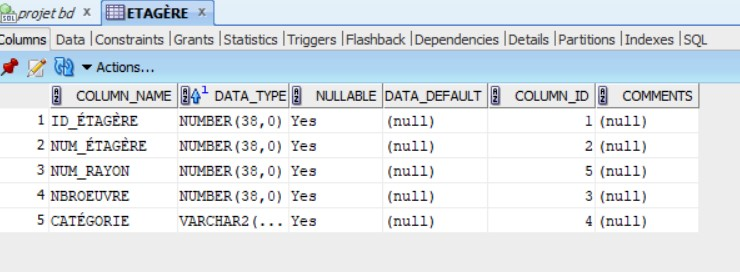 SQL projet bd x ETAGÈRE x
Columns Data Constraints Grants Statistics Triggers Flashback Dependencies Details Partitions Indexes SQL
Actions...
COLUMN_NAME 1 DATA_TYPE NULLABLE DATA_DEFAULT COLUMN_ID COMMENTS
1 ID_ÉTAGÈRE NUMBER(38,0) Yes (null) 1 (null)
2 NUM_ÉTAGÈRE NUMBER(38,0) Yes (null) 2 (null)
3 NUM_RAYON NUMBER(38,0) Yes (null) 5 (null)
4 NBROEUVRE NUMBER(38,0) Yes (null) 3 (null)
5 CATÉGORIE VARCHAR2(... Yes (null) 4 (null)